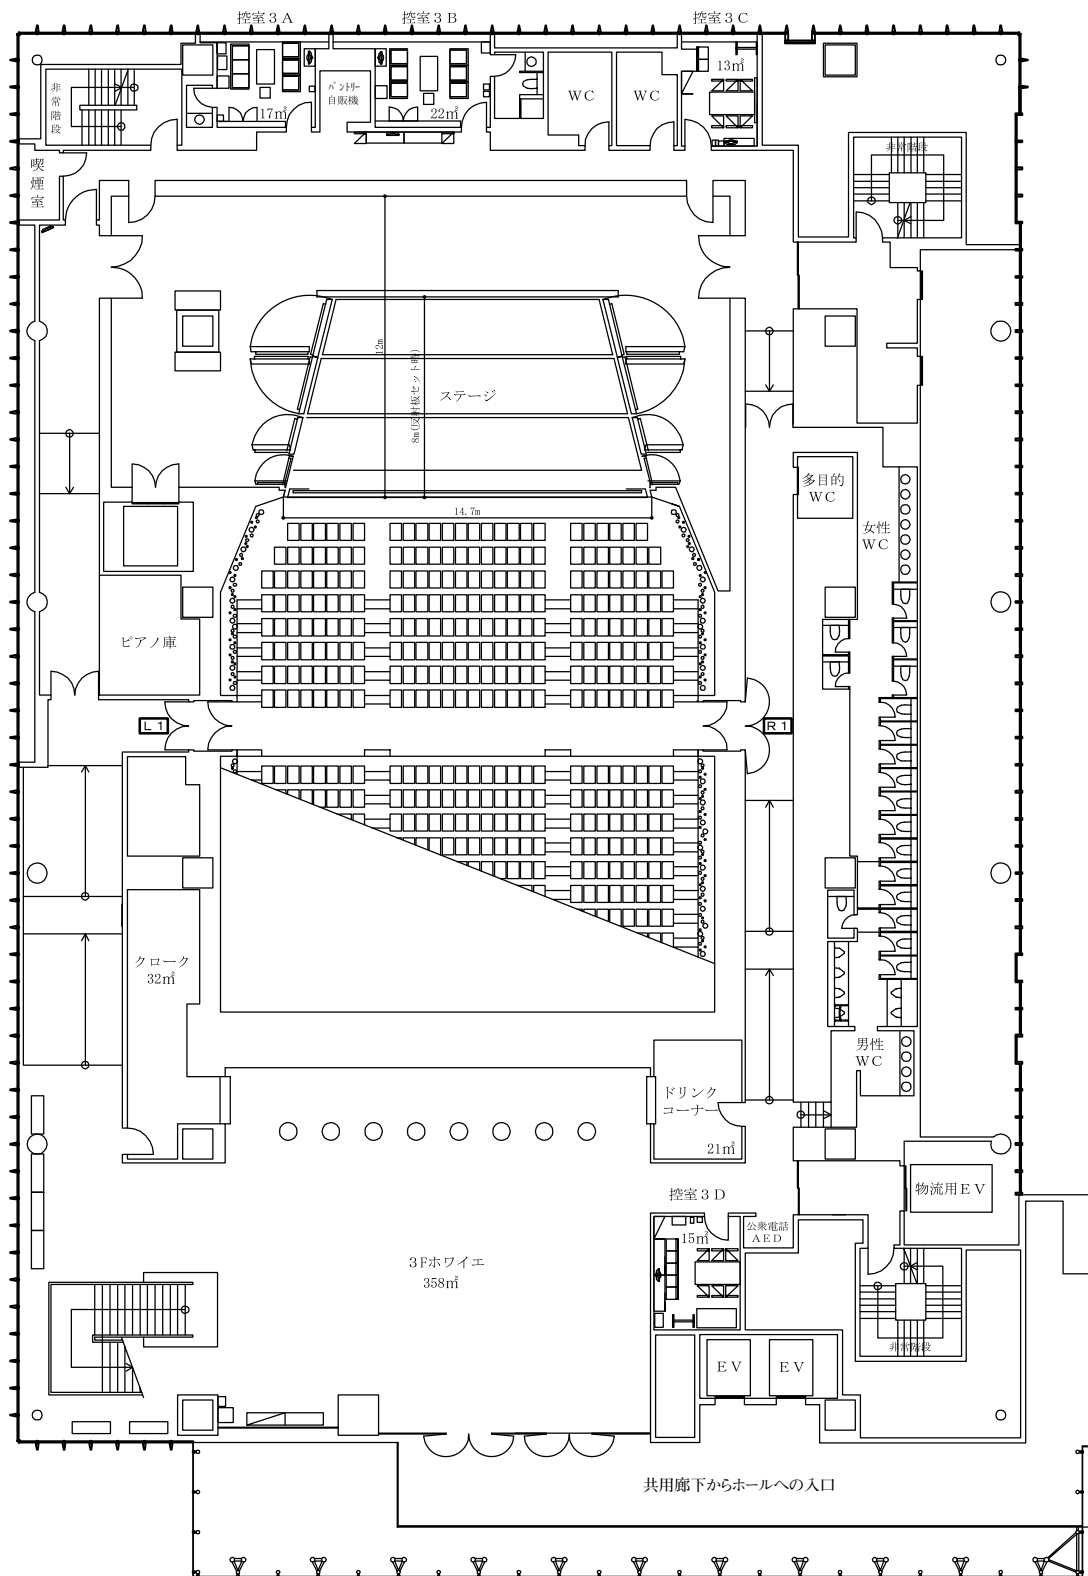 控室３Ａ
控室３Ｂ
控室３Ｃ
非常階段
17㎡
パントリー
自販機
22㎡
ＷＣ
ＷＣ
13㎡
非常階段
喫煙室
12m
8m(反射板セット時)
ステージ
14.7m
多目的
ＷＣ
女性
ＷＣ
ピアノ庫
L1
R1
クローク
32㎡
男性
ＷＣ
ドリンク
コーナー
21㎡
控室３Ｄ
物流用ＥＶ
公衆電話
ＡＥＤ
15㎡
３Fホワイエ
358㎡
非常階段
ＥＶ
ＥＶ
共用廊下からホールへの入口